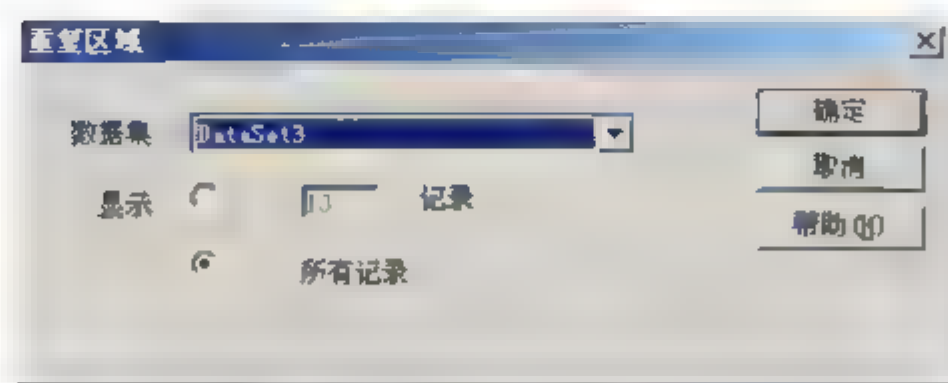 重复区域
数据集 DataSet3 确定
取消
显示 记录
帮助(H)
所有记录